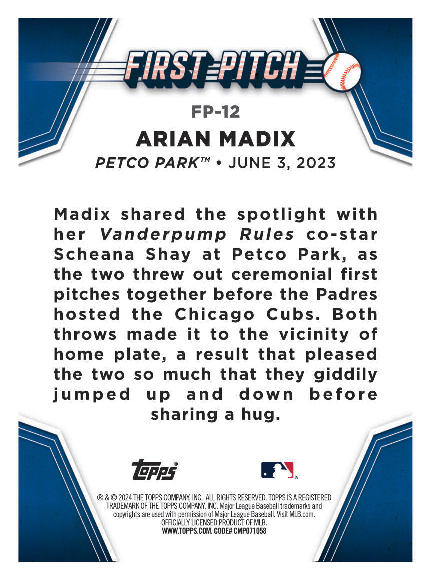 FIRST PITCH
FP-12
ARIAN MADIX
PETCO PARK™ • JUNE 3, 2023
Madix shared the spotlight with
her Vanderpump Rules co-star
Scheana Shay at Petco Park, as
the two threw out ceremonial first
pitches together before the Padres
hosted the Chicago Cubs. Both
throws made it to the vicinity of
home plate, a result that pleased
the two so much that they giddily
jumped up and down before
sharing a hug.
Topps
® & © 2024 THE TOPPS COMPANY, INC. ALL RIGHTS RESERVED. TOPPS IS A REGISTERED
TRADEMARK OF THE TOPPS COMPANY, INC. Major League Baseball trademarks and
copyrights are used with permission of Major League Baseball. Visit MLB.com.
OFFICIALLY LICENSED PRODUCT OF MLB.
WWW.TOPPS.COM. CODE# CMP071058